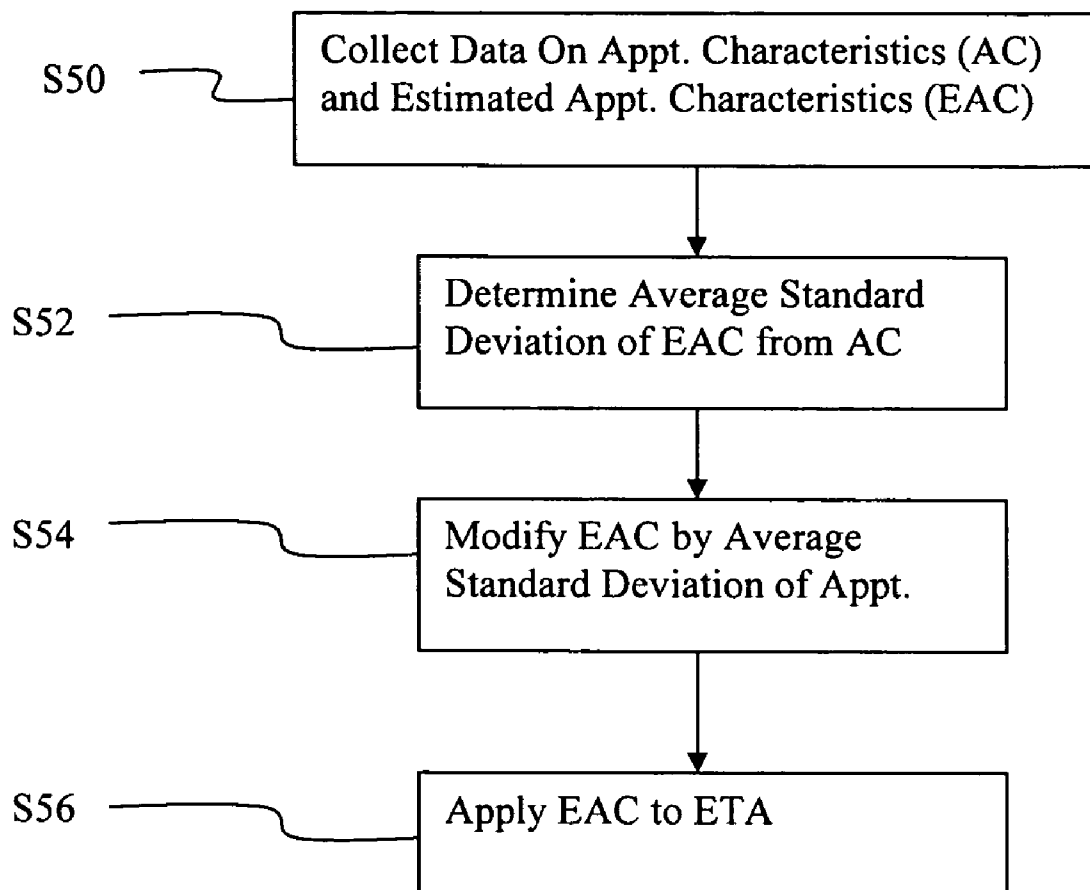 S50
Collect Data On Appt. Characteristics (AC)
and Estimated Appt. Characteristics (EAC)
S52
Determine Average Standard
Deviation of EAC from AC
S54
Modify EAC by Average
Standard Deviation of Appt.
S56
Apply EAC to ETA